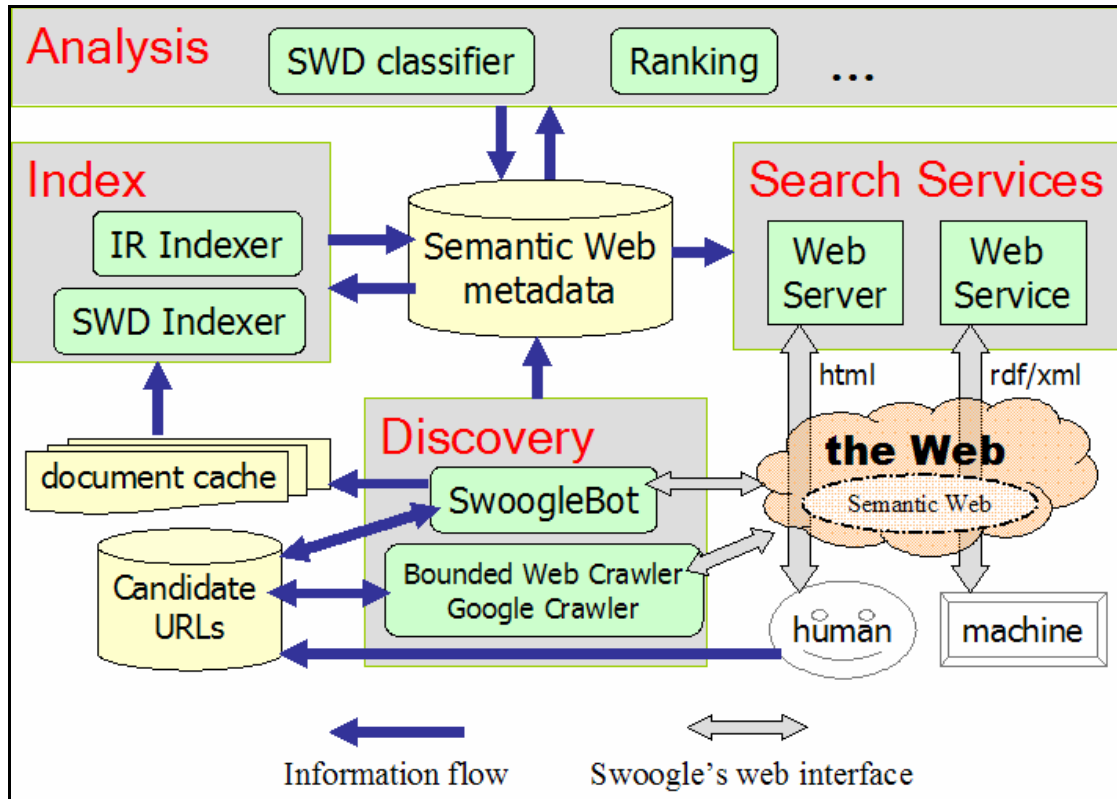 Analysis
SWD classifier
Ranking
...
Index
IR Indexer
SWD Indexer
Semantic Web
metadata
Search Services
Web
Server
Web
Service
html
rdf/xml
document cache
Discovery
SwoogleBot
Bounded Web Crawler
Google Crawler
the Web
Semantic Web
Candidate
URLs
human
machine
Information flow
Swoogle's web interface